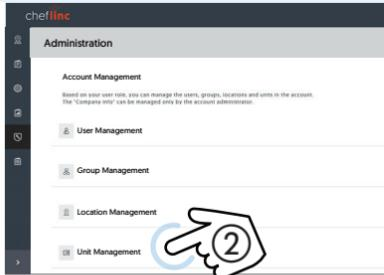 cheflinc
Administration
Account Management
Based on your user role, you can manage the users, groups, locations and units in the account.
The "Company Info" can be managed only by the account administrator.
User Management
Group Management
Location Management
Unit Management
2